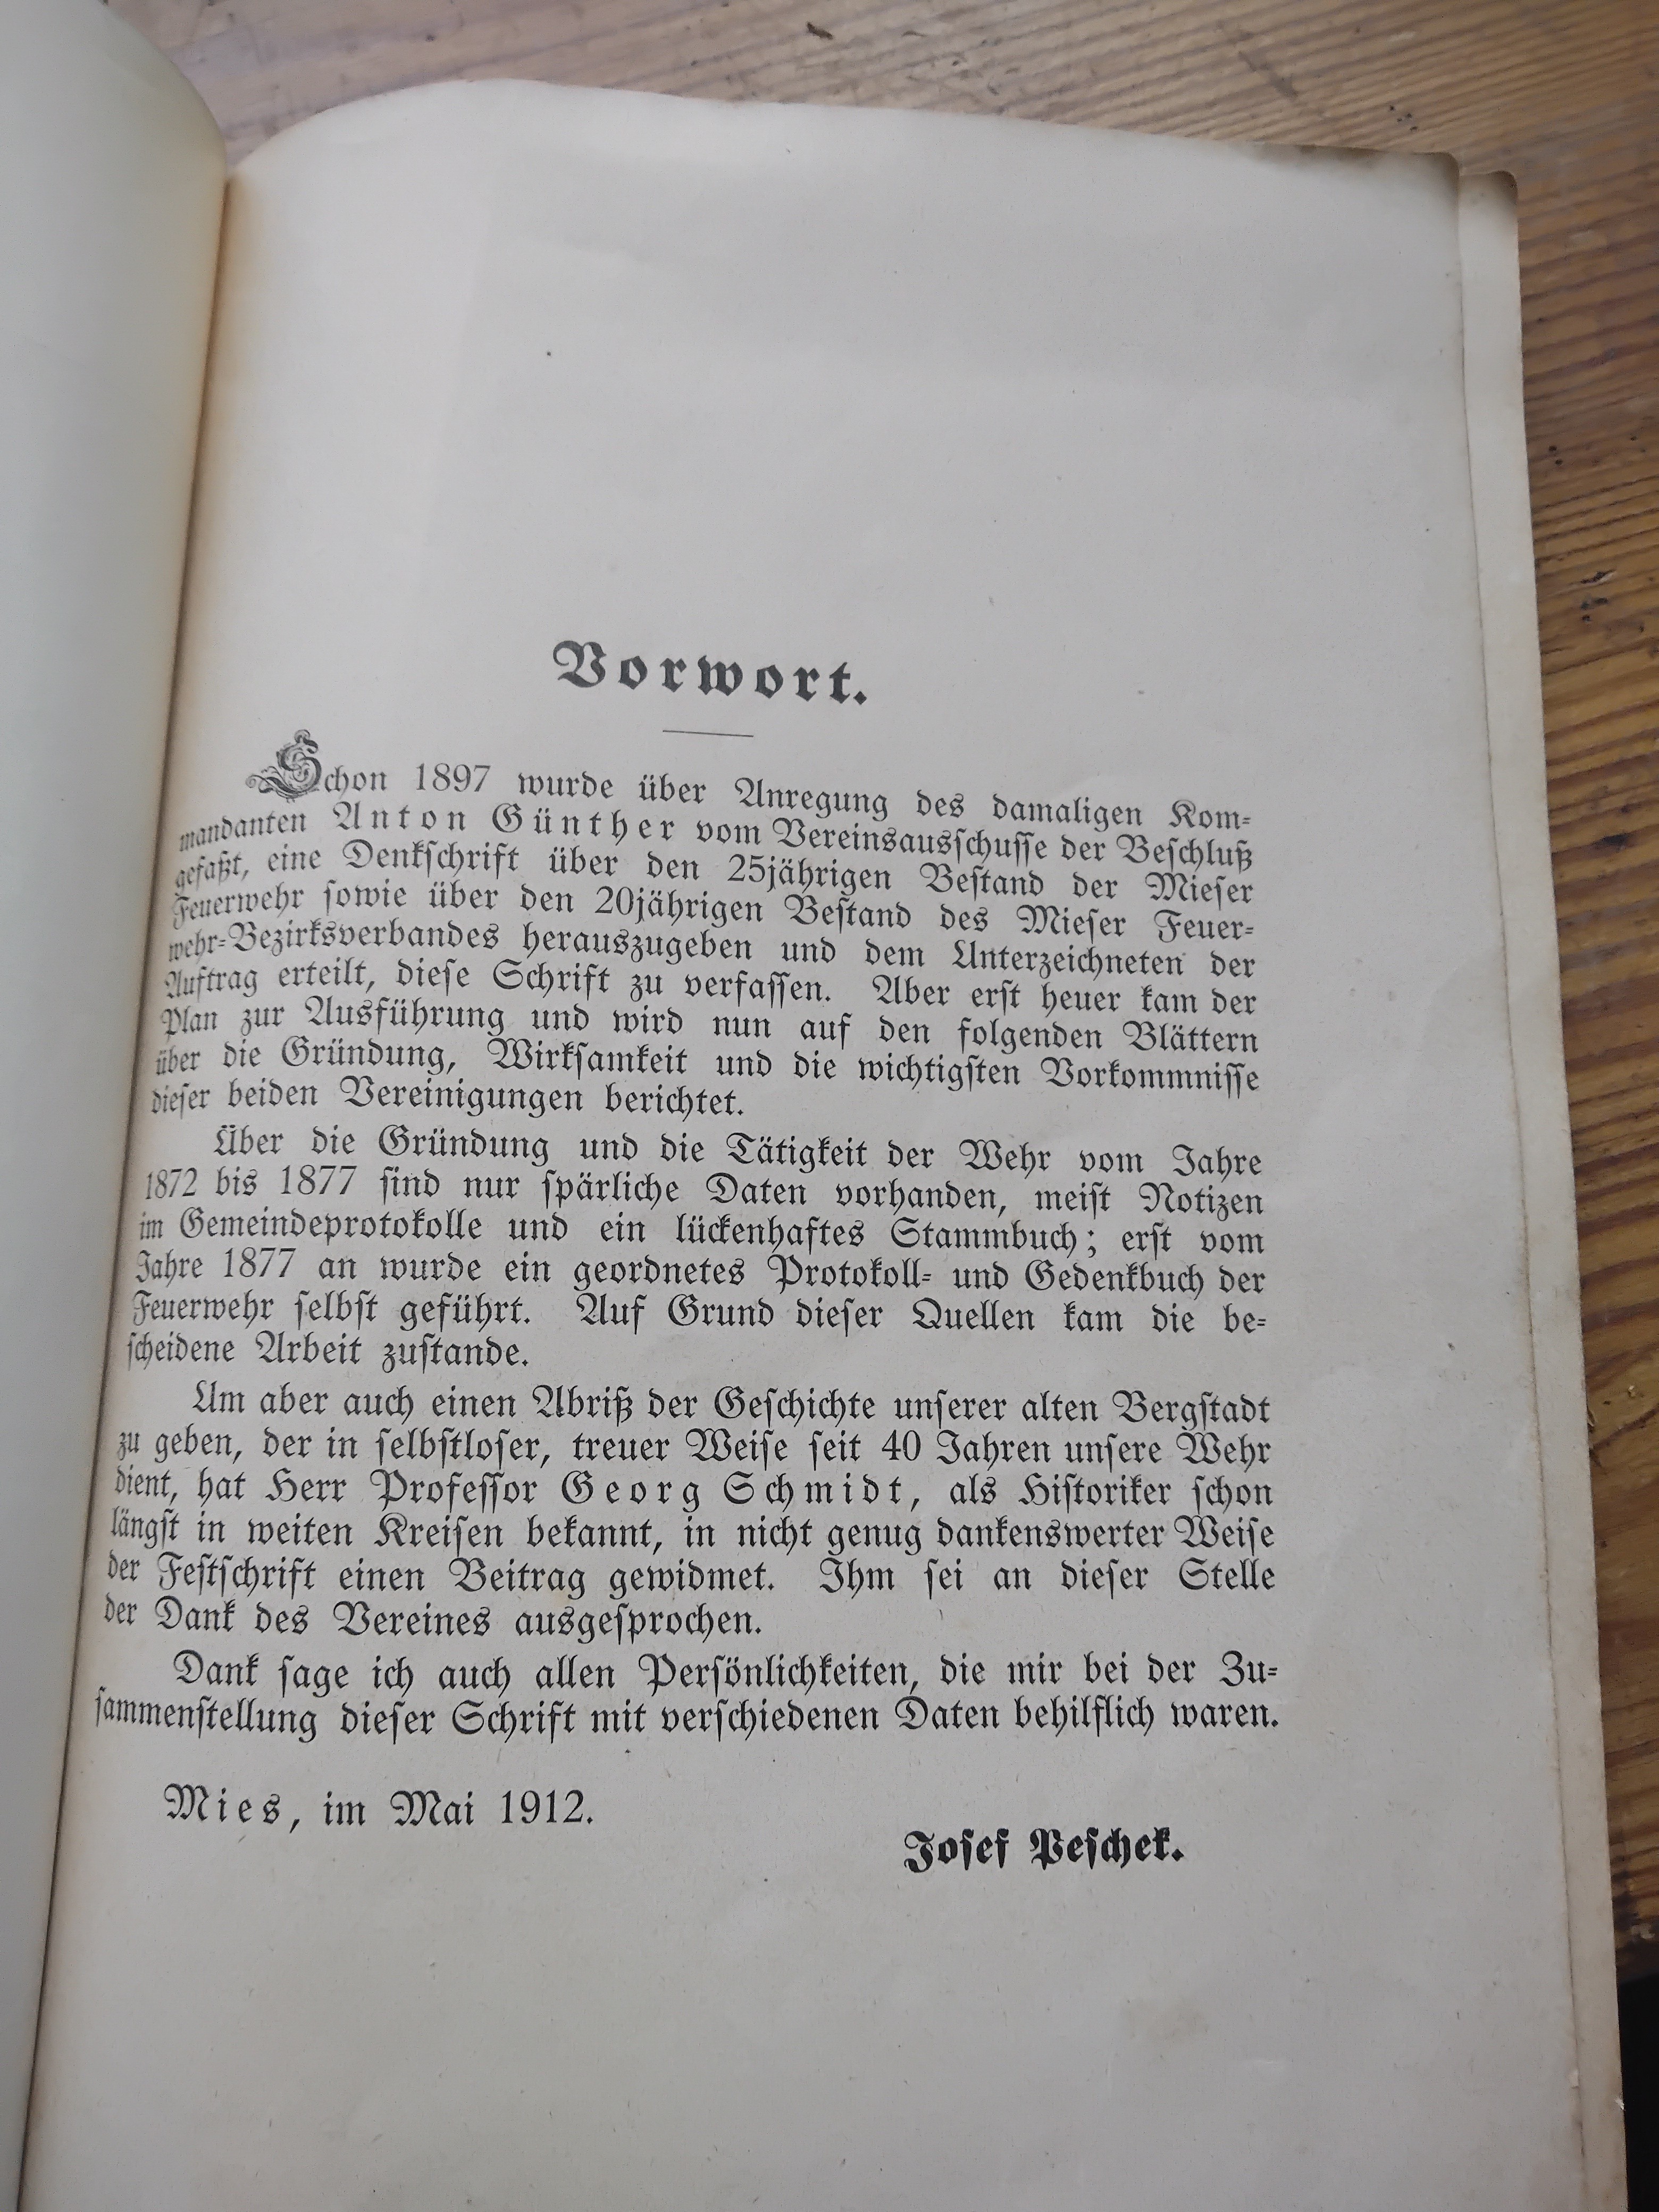 Vorwort.
Schon 1897 wurde über Anregung des damaligen Kom-
mandanten Anton Günther vom Vereinsausschusse der Beschluß
gefaßt, eine Denkschrift über den 25jährigen Bestand der Mieser
Feuerwehr sowie über den 20jährigen Bestand des Mieser Feuer-
wehr-Bezirksverbandes herauszugeben und dem Unterzeichneten der
Auftrag erteilt, diese Schrift zu verfassen. Aber erst heuer kam der
Plan zur Ausführung und wird nun auf den folgenden Blättern
über die Gründung, Wirksamkeit und die wichtigsten Vorkommnisse
dieser beiden Vereinigungen berichtet.
Über die Gründung und die Tätigkeit der Wehr vom Jahre
1872 bis 1877 sind nur spärliche Daten vorhanden, meist Notizen
im Gemeindeprotokolle und ein lückenhaftes Stammbuch; erst vom
Jahre 1877 an wurde ein geordnetes Protokoll- und Gedenkbuch der
Feuerwehr selbst geführt. Auf Grund dieser Quellen kam die be-
scheidene Arbeit zustande.
Um aber auch einen Abriß der Geschichte unserer alten Bergstadt
zu geben, der in selbstloser, treuer Weise seit 40 Jahren unsere Wehr
dient, hat Herr Professor Georg Schmidt, als Historiker schon
längst in weiten Kreisen bekannt, in nicht genug dankenswerter Weise
der Festschrift einen Beitrag gewidmet. Ihm sei an dieser Stelle
der Dank des Vereines ausgesprochen.
Dank sage ich auch allen Persönlichkeiten, die mir bei der Zu-
sammenstellung dieser Schrift mit verschiedenen Daten behilflich waren.
Mies, im Mai 1912.
Josef Peschek.